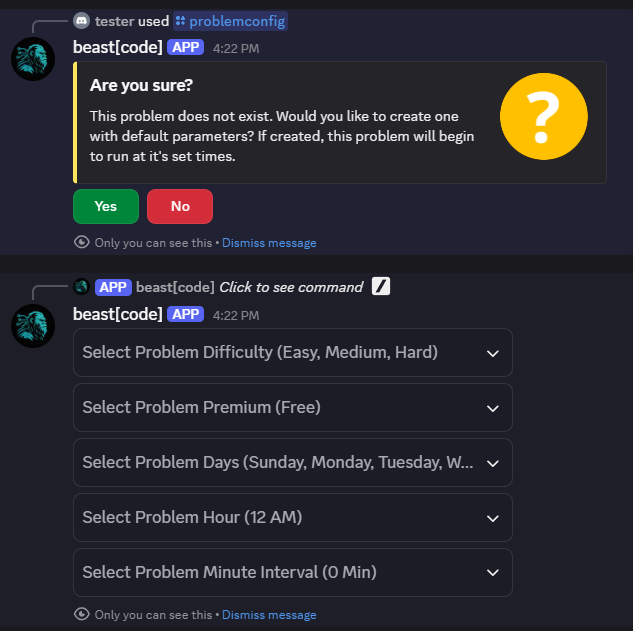 tester used problemconfig
beast[code] APP 4:22 PM
Are you sure?
This problem does not exist. Would you like to create one
with default parameters? If created, this problem will begin
to run at it's set times.
?
Yes No
Only you can see this • Dismiss message
APP beast[code] Click to see command /
beast[code] APP 4:22 PM
Select Problem Difficulty (Easy, Medium, Hard)
Select Problem Premium (Free)
Select Problem Days (Sunday, Monday, Tuesday, W...
Select Problem Hour (12 AM)
Select Problem Minute Interval (0 Min)
Only you can see this • Dismiss message